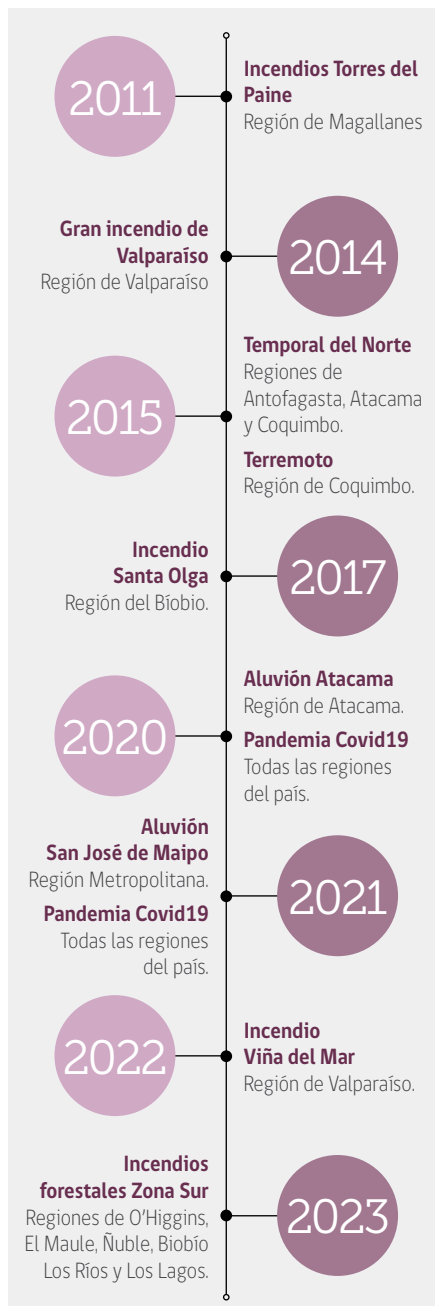 2011
Incendios Torres del
Paine
Región de Magallanes
Gran incendio de
Valparaíso
Región de Valparaíso
2014
2015
Temporal del Norte
Regiones de
Antofagasta, Atacama
y Coquimbo.
Terremoto
Región de Coquimbo.
Incendio
Santa Olga
Región del Bíobio.
2017
2020
Aluvión Atacama
Región de Atacama.
Pandemia Covid19
Todas las regiones
del país.
Aluvión
San José de Maipo
Región Metropolitana.
Pandemia Covid19
Todas las regiones
del país.
2021
2022
Incendio
Viña del Mar
Región de Valparaíso.
Incendios
forestales Zona Sur
Regiones de O'Higgins,
El Maule, Ñuble, Biobío
Los Ríos y Los Lagos.
2023